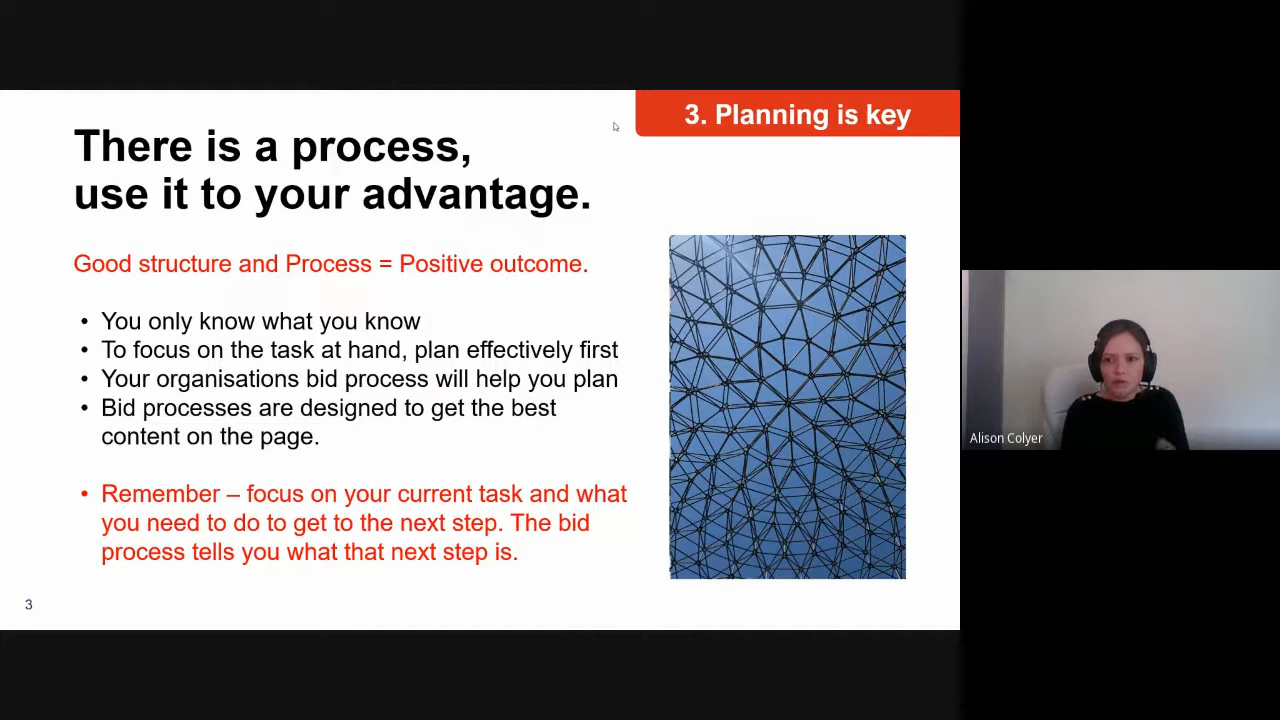 3. Planning is key
There is a process,
use it to your advantage.
Good structure and Process = Positive outcome.
• You only know what you know
• To focus on the task at hand, plan effectively first
• Your organisations bid process will help you plan
• Bid processes are designed to get the best
content on the page.
• Remember – focus on your current task and what
you need to do to get to the next step. The bid
process tells you what that next step is.
3
Alison Colyer